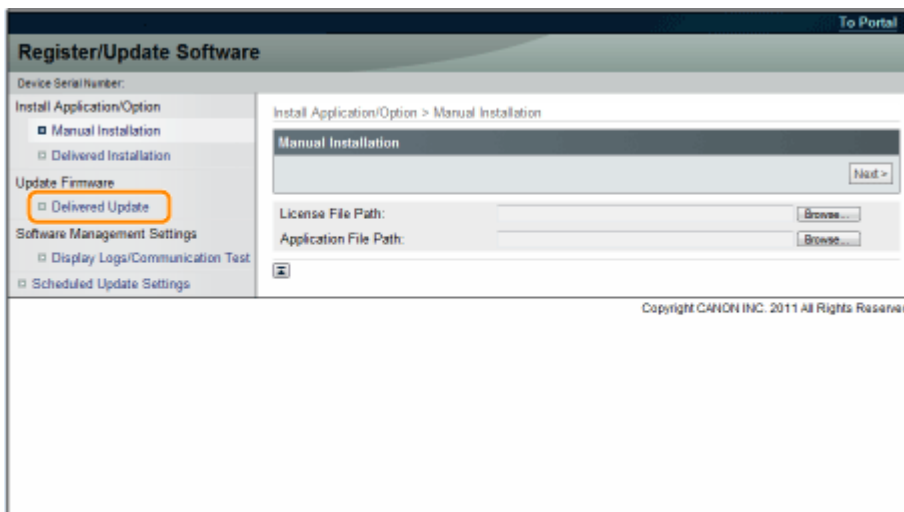 To Portal
Register/Update Software
Device Serial Number:
Install Application/Option
Manual Installation
Delivered Installation
Update Firmware
Delivered Update
Software Management Settings
Display Logs/Communication Test
Scheduled Update Settings
Install Application/Option > Manual Installation
Manual Installation
Next >
License File Path:
Browse...
Application File Path:
Browse...
Copyright CANON INC. 2011 All Rights Reserve